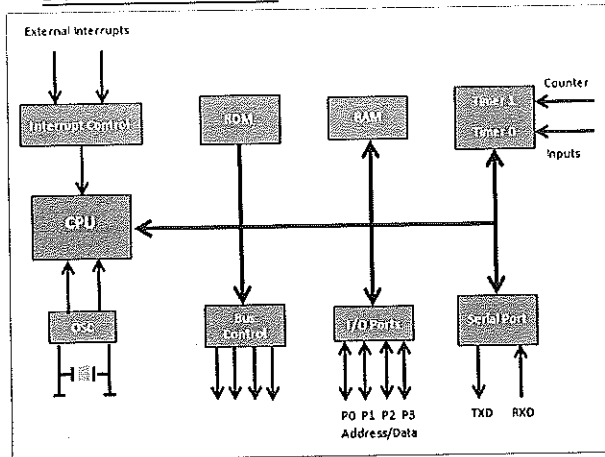 External Interrupts
Interrupt Control
ROM
RAM
Timer 1
Timer 0
Counter
Inputs
CPU
OSC
Bus
Control
I/O Ports
Serial Port
P0 P1 P2 P3
Address/Data
TXD RXD